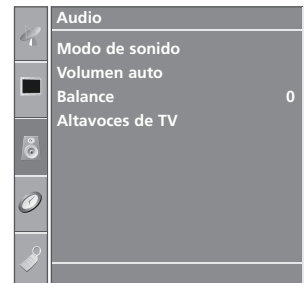 Audio
Modo de sonido
Volumen auto
Balance 0
Altavoces de TV